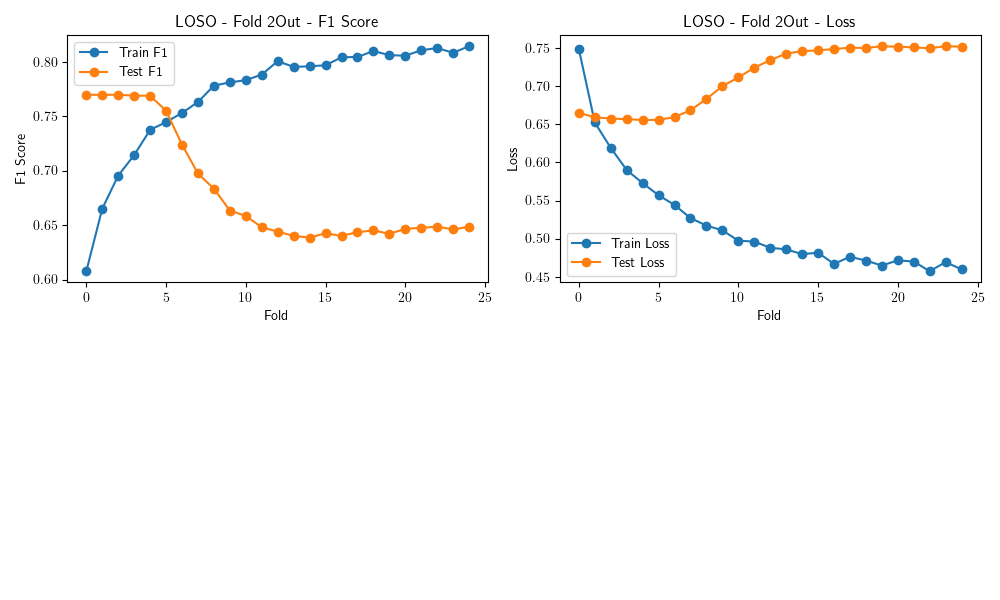 LOSO - Fold 2Out - F1 Score
Train F1
Test F1
F1 Score
0.80
0.75
0.70
0.65
0.60
0
5
10
15
20
25
Fold
LOSO - Fold 2Out - Loss
Loss
0.75
0.70
0.65
0.60
0.55
0.50
0.45
Train Loss
Test Loss
0
5
10
15
20
25
Fold